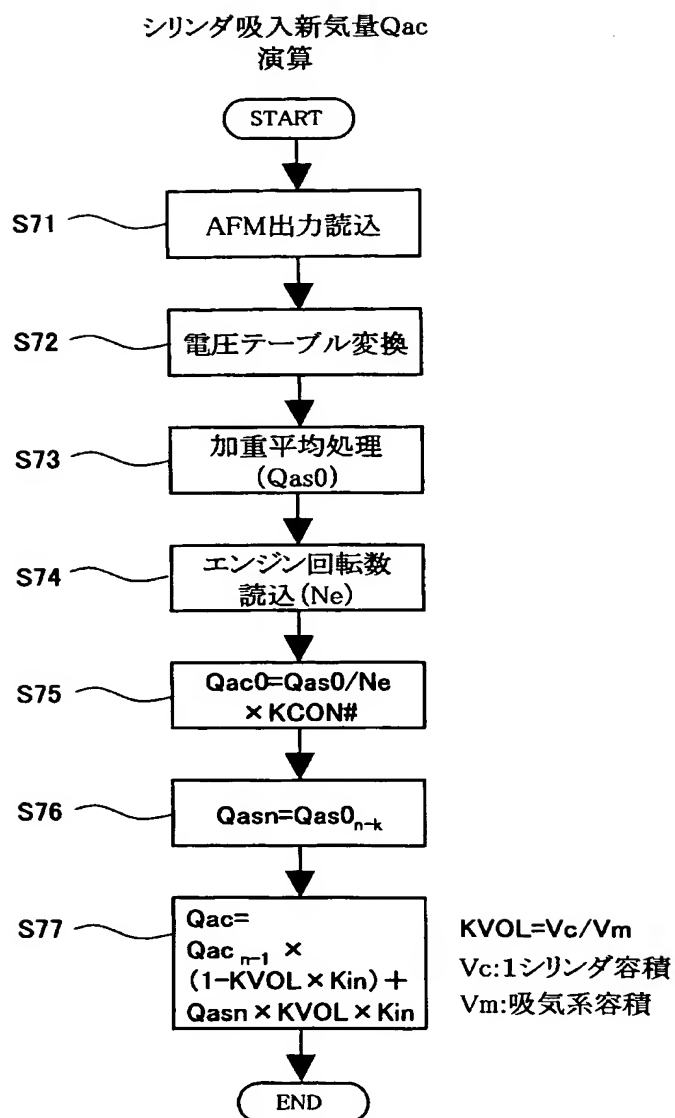 シリンダ吸入新気量Qac
演算
START
S71
AFM出力読込
S72
電圧テーブル変換
S73
加重平均処理
(Qas0)
S74
エンジン回転数
読込(Ne)
S75
Qac0=Qas0/Ne
×KCON#
S76
Qasn=Qas0n-k
S77
Qac=
Qac n-1 ×
(1-KVOL×Kin)+
Qasn×KVOL×Kin
KVOL=Vc/Vm
Vc:1シリンダ容積
Vm:吸気系容積
END